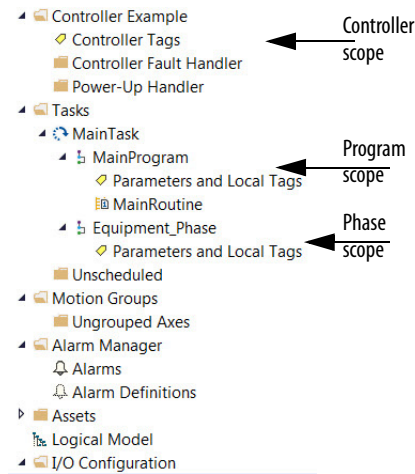 Controller Example
Controller Tags
Controller
scope
Controller Fault Handler
Power-Up Handler
Tasks
MainTask
MainProgram
Program
scope
Parameters and Local Tags
MainRoutine
Equipment_Phase
Phase
scope
Parameters and Local Tags
Unscheduled
Motion Groups
Ungrouped Axes
Alarm Manager
Alarms
Alarm Definitions
Assets
Logical Model
I/O Configuration